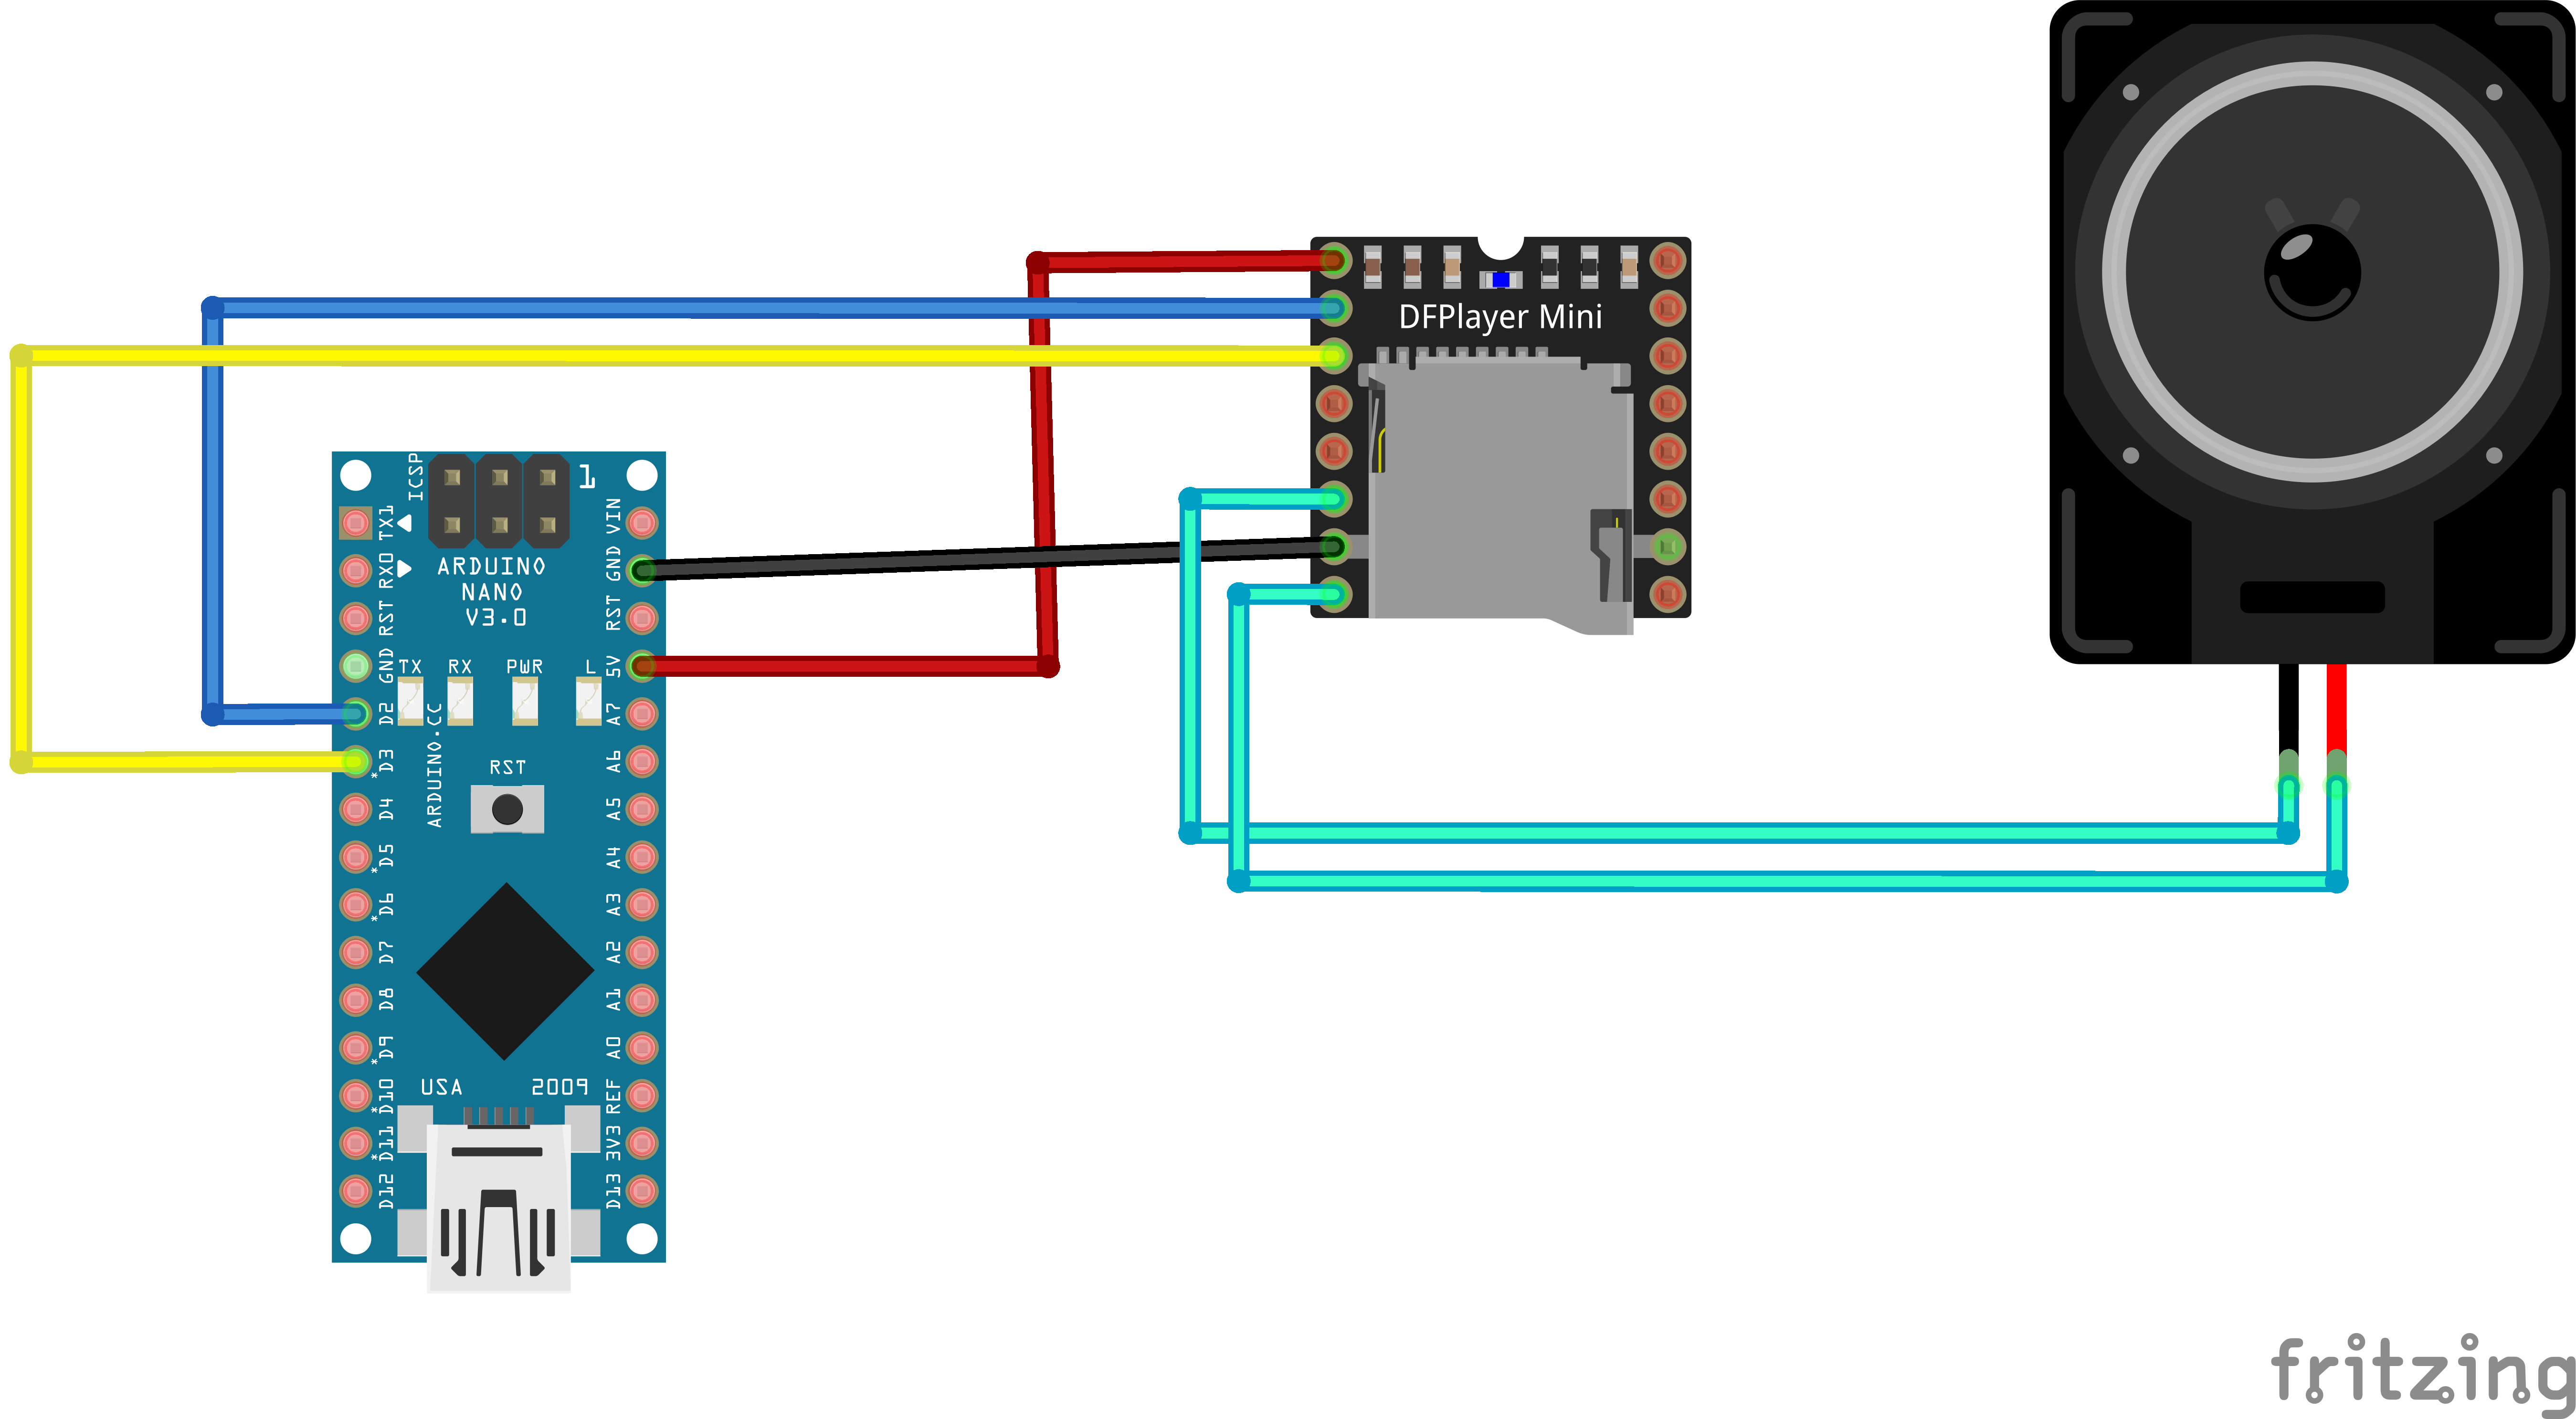 DFPlayer Mini
ICSP
1
TX1
RX0
RST
GND
D2
*D3
D4
*D5
*D6
D7
D8
*D9
*D10
*D11
D12
VIN
GND
RST
5V
A7
A6
A5
A4
A3
A2
A1
A0
REF
3V3
D13
ARDUINO
NANO
V3.0
TX RX PWR L
ARDUINO.CC
RST
USA 2009
fritzing